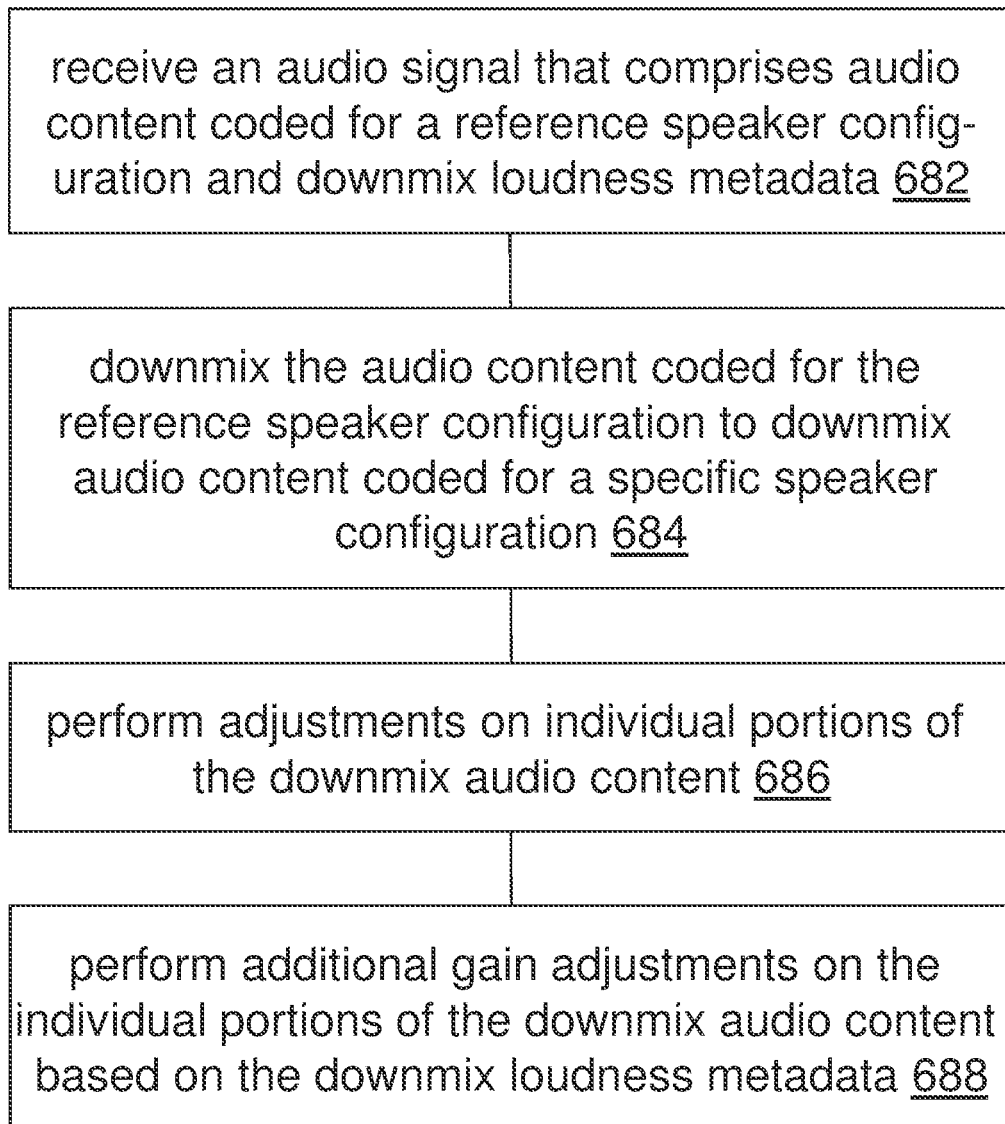 receive an audio signal that comprises audio
content coded for a reference speaker config-
uration and downmix loudness metadata 682
downmix the audio content coded for the
reference speaker configuration to downmix
audio content coded for a specific speaker
configuration 684
perform adjustments on individual portions of
the downmix audio content 686
perform additional gain adjustments on the
individual portions of the downmix audio content
based on the downmix loudness metadata 688